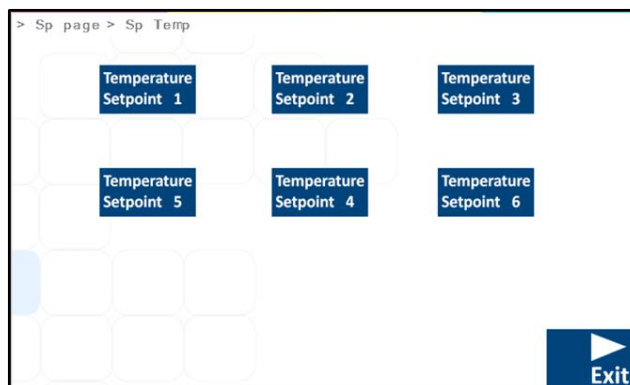 > Sp page > Sp Temp
Temperature
Setpoint 1
Temperature
Setpoint 2
Temperature
Setpoint 3
Temperature
Setpoint 5
Temperature
Setpoint 4
Temperature
Setpoint 6
Exit